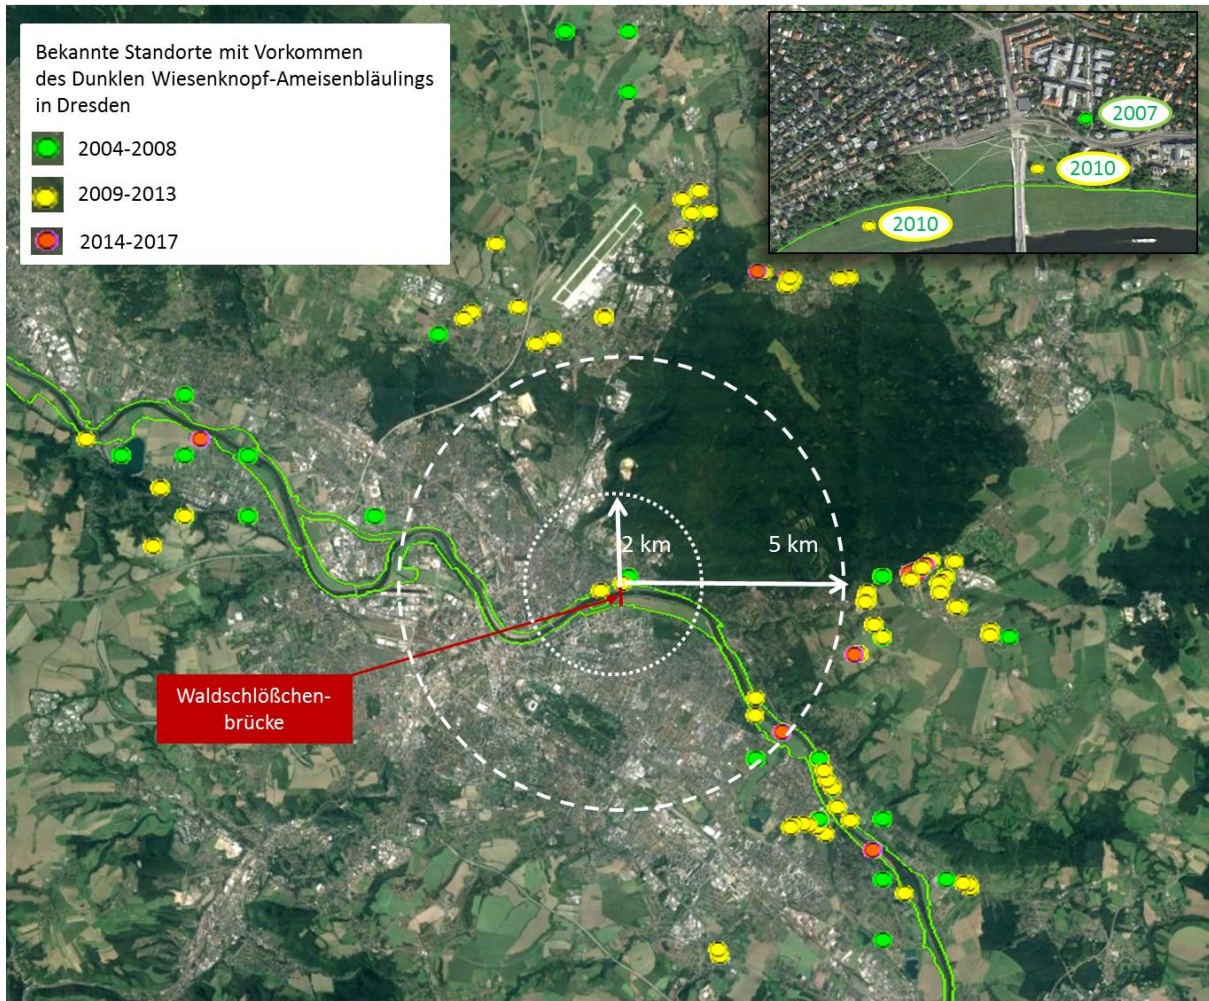 Bekannte Standorte mit Vorkommen
des Dunklen Wiesenknopf-Ameisenbläulings
in Dresden
2004-2008
2009-2013
2014-2017
2007
2010
2010
2 km
5 km
Waldschlößchen-
brücke